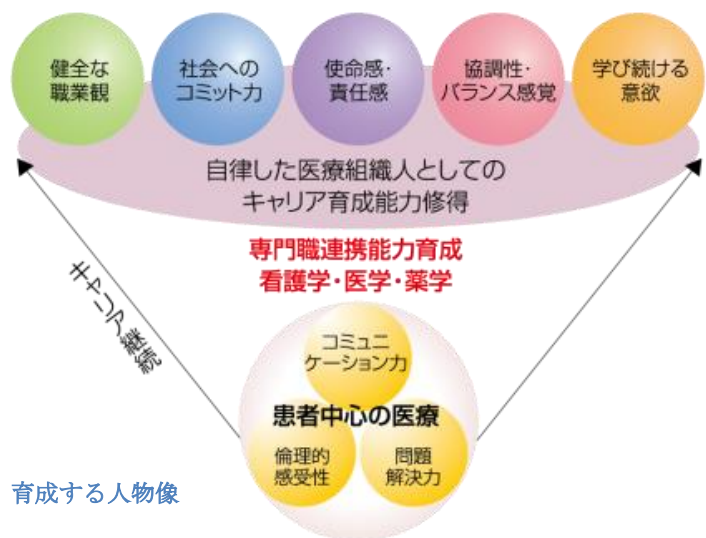 健全な
職業観
社会への
コミット力
使命感・
責任感
協調性・
バランス感覚
学び続ける
意欲
自律した医療組織人としての
キャリア育成能力修得
専門職連携能力育成
看護学・医学・薬学
キャリア継続
コミュニ
ケーション力
患者中心の医療
倫理的
感受性
問題
解決力
育成する人物像